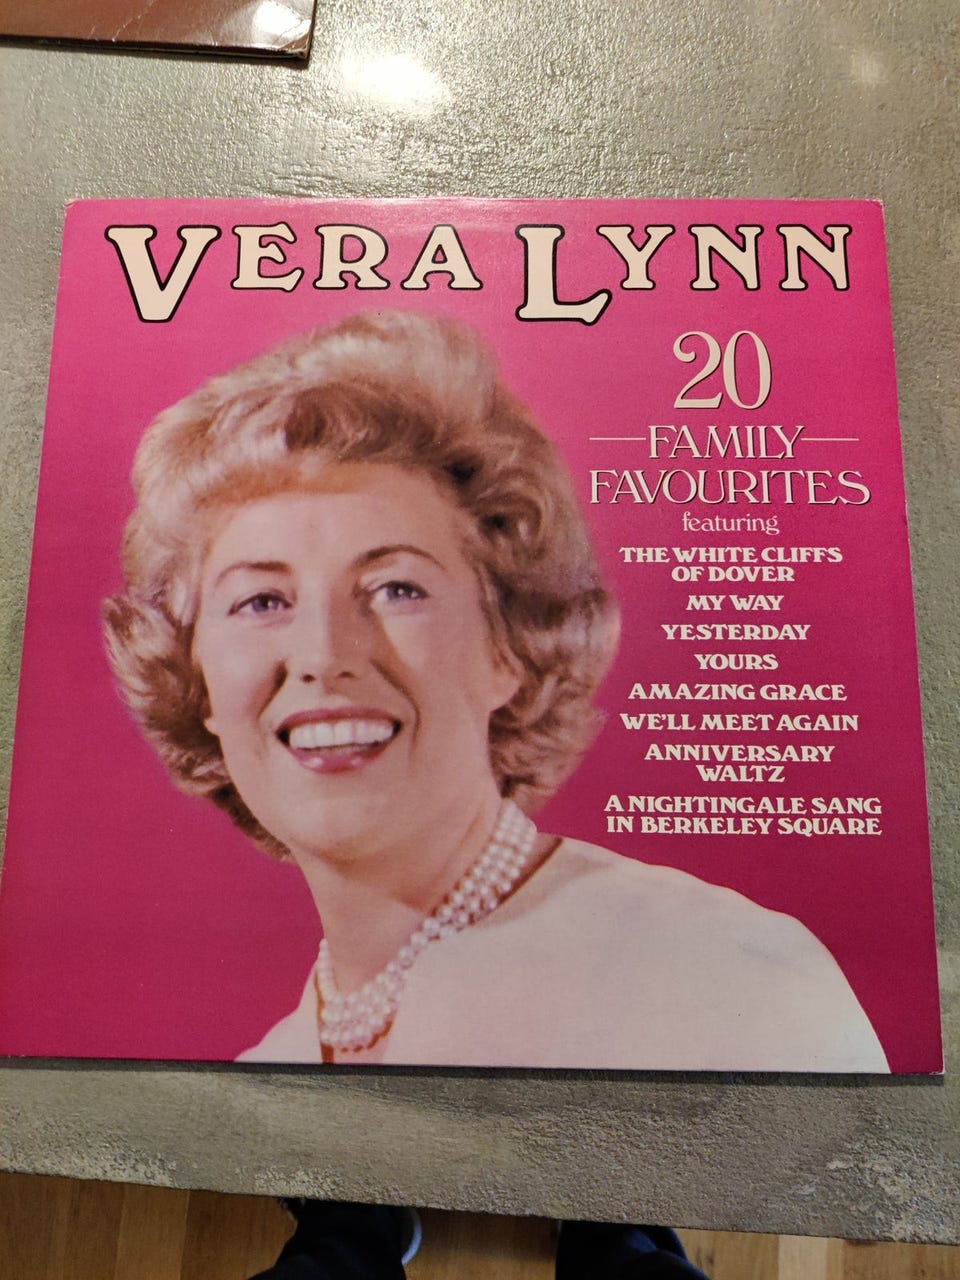 VERA LYNN
20
FAMILY
FAVOURITES
featuring
THE WHITE CLIFFS
OF DOVER
MY WAY
YESTERDAY
YOURS
AMAZING GRACE
WE'LL MEET AGAIN
ANNIVERSARY
WALTZ
A NIGHTINGALE SANG
IN BERKELEY SQUARE